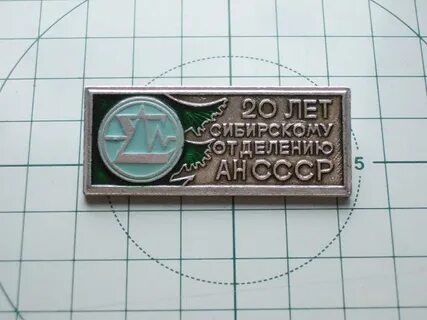 20 ЛЕТ
СИБИРСКОМУ
ОТДЕЛЕНИЮ
АН СССР
Σ
5